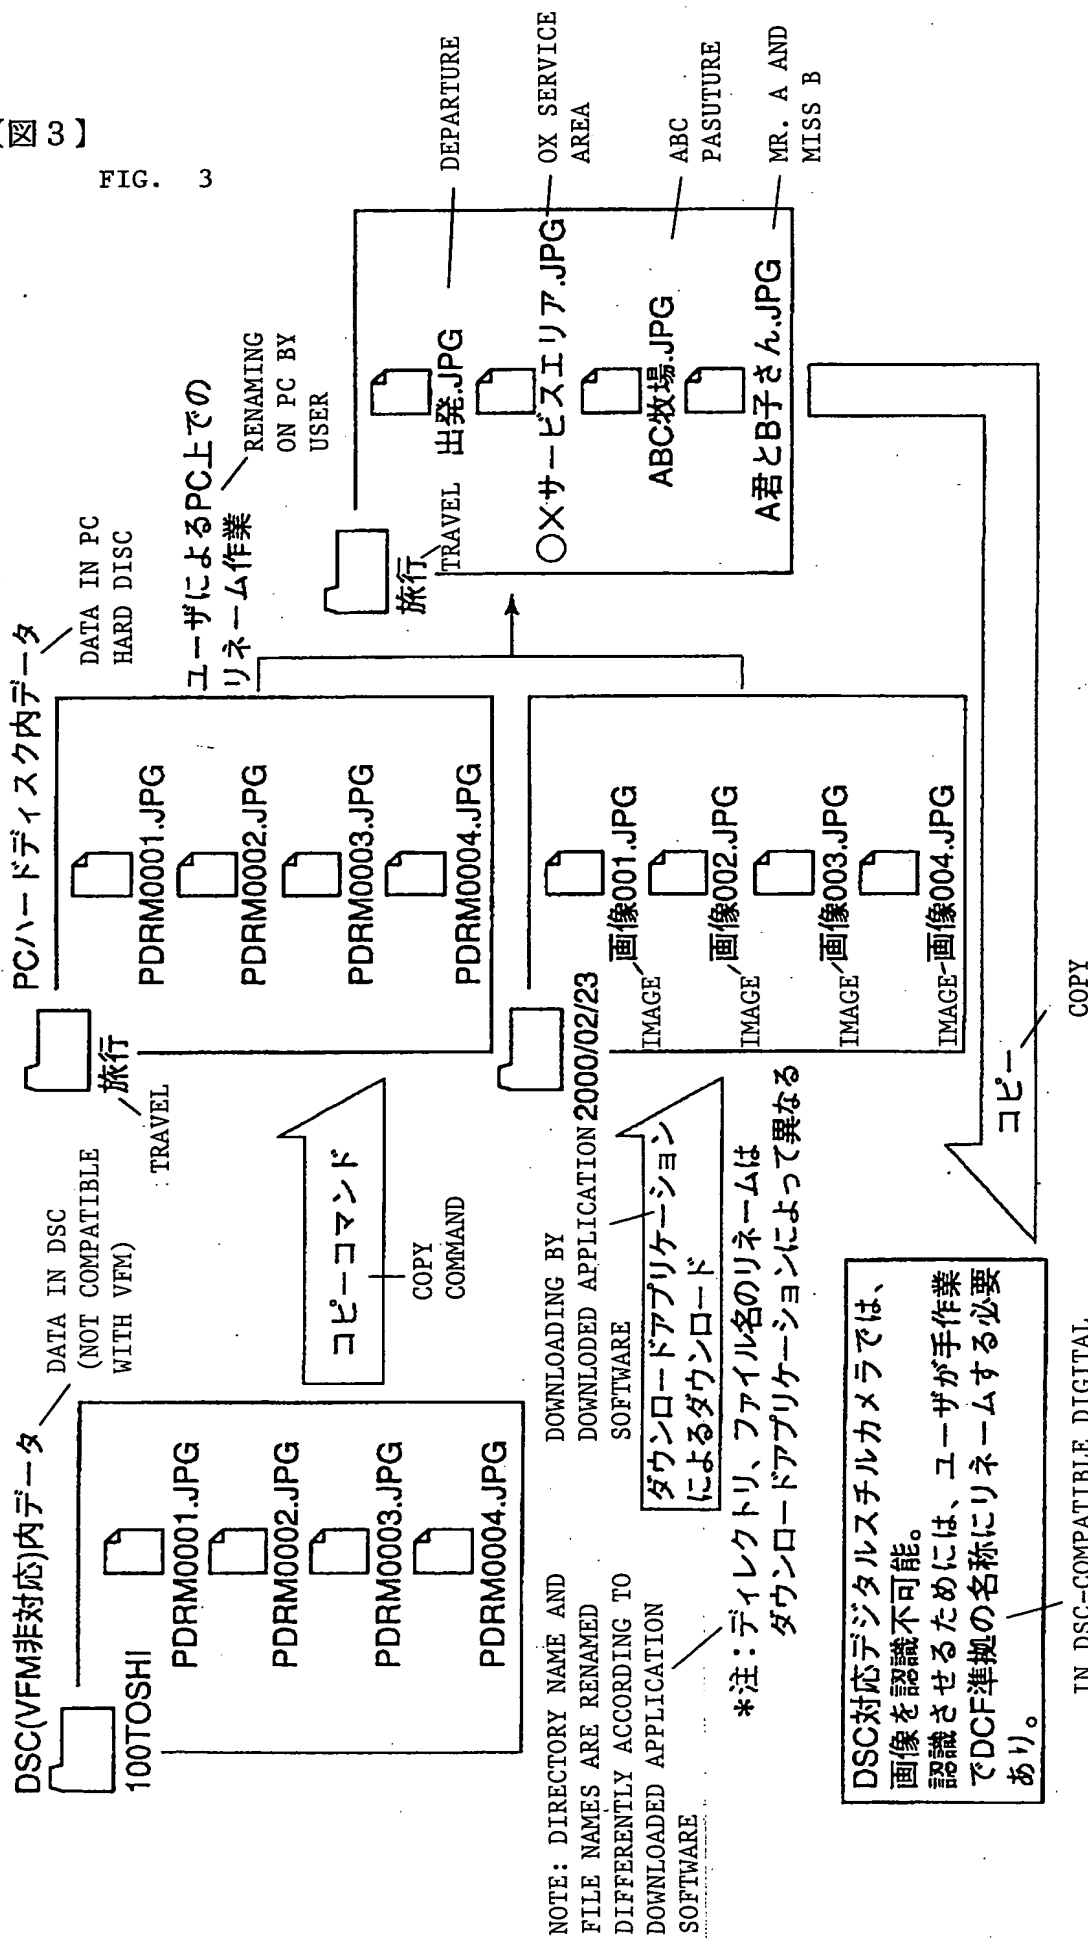 【図3】
FIG. 3
DSC(VFM非対応)内データ
DATA IN DSC
(NOT COMPATIBLE
WITH VFM)
100TOSHI
PDRM0001.JPG
PDRM0002.JPG
PDRM0003.JPG
PDRM0004.JPG
コピーコマンド
COPY
COMMAND
PCハードディスク内データ
DATA IN PC
HARD DISC
旅行
TRAVEL
PDRM0001.JPG
PDRM0002.JPG
PDRM0003.JPG
PDRM0004.JPG
ユーザによるPC上での
リネーム作業
RENAMING
ON PC BY
USER
旅行
TRAVEL
出発.JPG
DEPARTURE
○×サービスエリア.JPG
OX SERVICE
AREA
ABC牧場.JPG
ABC
PASUTURE
A君とB子さん.JPG
MR. A AND
MISS B
DOWNLOADING BY
DOWNLODED APPLICATION
SOFTWARE
ダウンロードアプリケーション
によるダウンロード
2000/02/23
画像001.JPG
IMAGE
画像002.JPG
IMAGE
画像003.JPG
IMAGE
画像004.JPG
IMAGE
NOTE: DIRECTORY NAME AND
FILE NAMES ARE RENAMED
DIFFERENTLY ACCORDING TO
DOWNLOADED APPLICATION
SOFTWARE
*注：ディレクトリ、ファイル名のリネームは
ダウンロードアプリケーションによって異なる
コピー
COPY
DSC対応デジタルスチルカメラでは、
画像を認識不可能。
認識させるためには、ユーザが手作業
でDCF準拠の名称にリネームする必要
あり。
IN DSC-COMPATIBLE DIGITAL